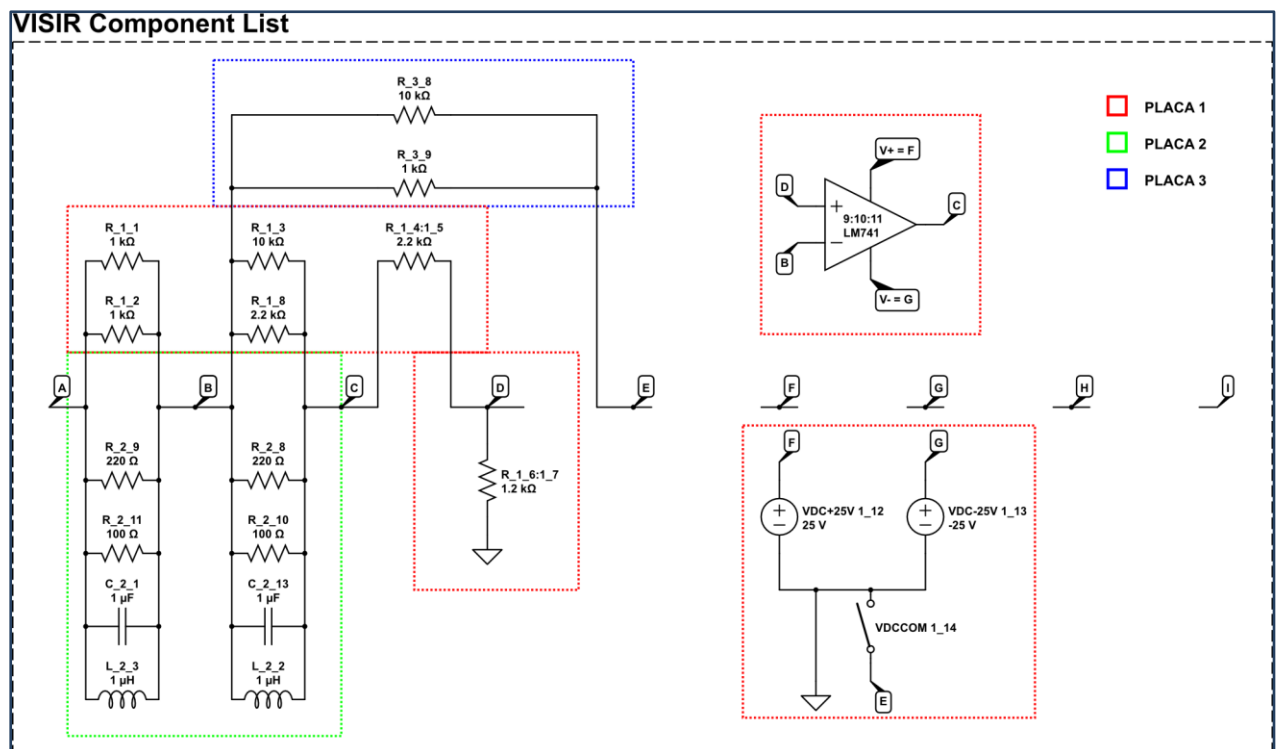 VISIR Component List
R_3_8
10 kΩ
R_3_9
1 kΩ
R_1_1
1 kΩ
R_1_2
1 kΩ
R_1_3
10 kΩ
R_1_8
2.2 kΩ
R_1_4:1_5
2.2 kΩ
A
B
C
D
E
R_2_9
220 Ω
R_2_11
100 Ω
C_2_1
1 µF
L_2_3
1 µH
R_2_8
220 Ω
R_2_10
100 Ω
C_2_13
1 µF
L_2_2
1 µH
R_1_6:1_7
1.2 kΩ
V+ = F
D
+
9:10:11
LM741
−
B
C
V- = G
PLACA 1
PLACA 2
PLACA 3
F
G
H
I
F
G
+
−
VDC+25V 1_12
25 V
+
−
VDC-25V 1_13
-25 V
VDCCOM 1_14
E